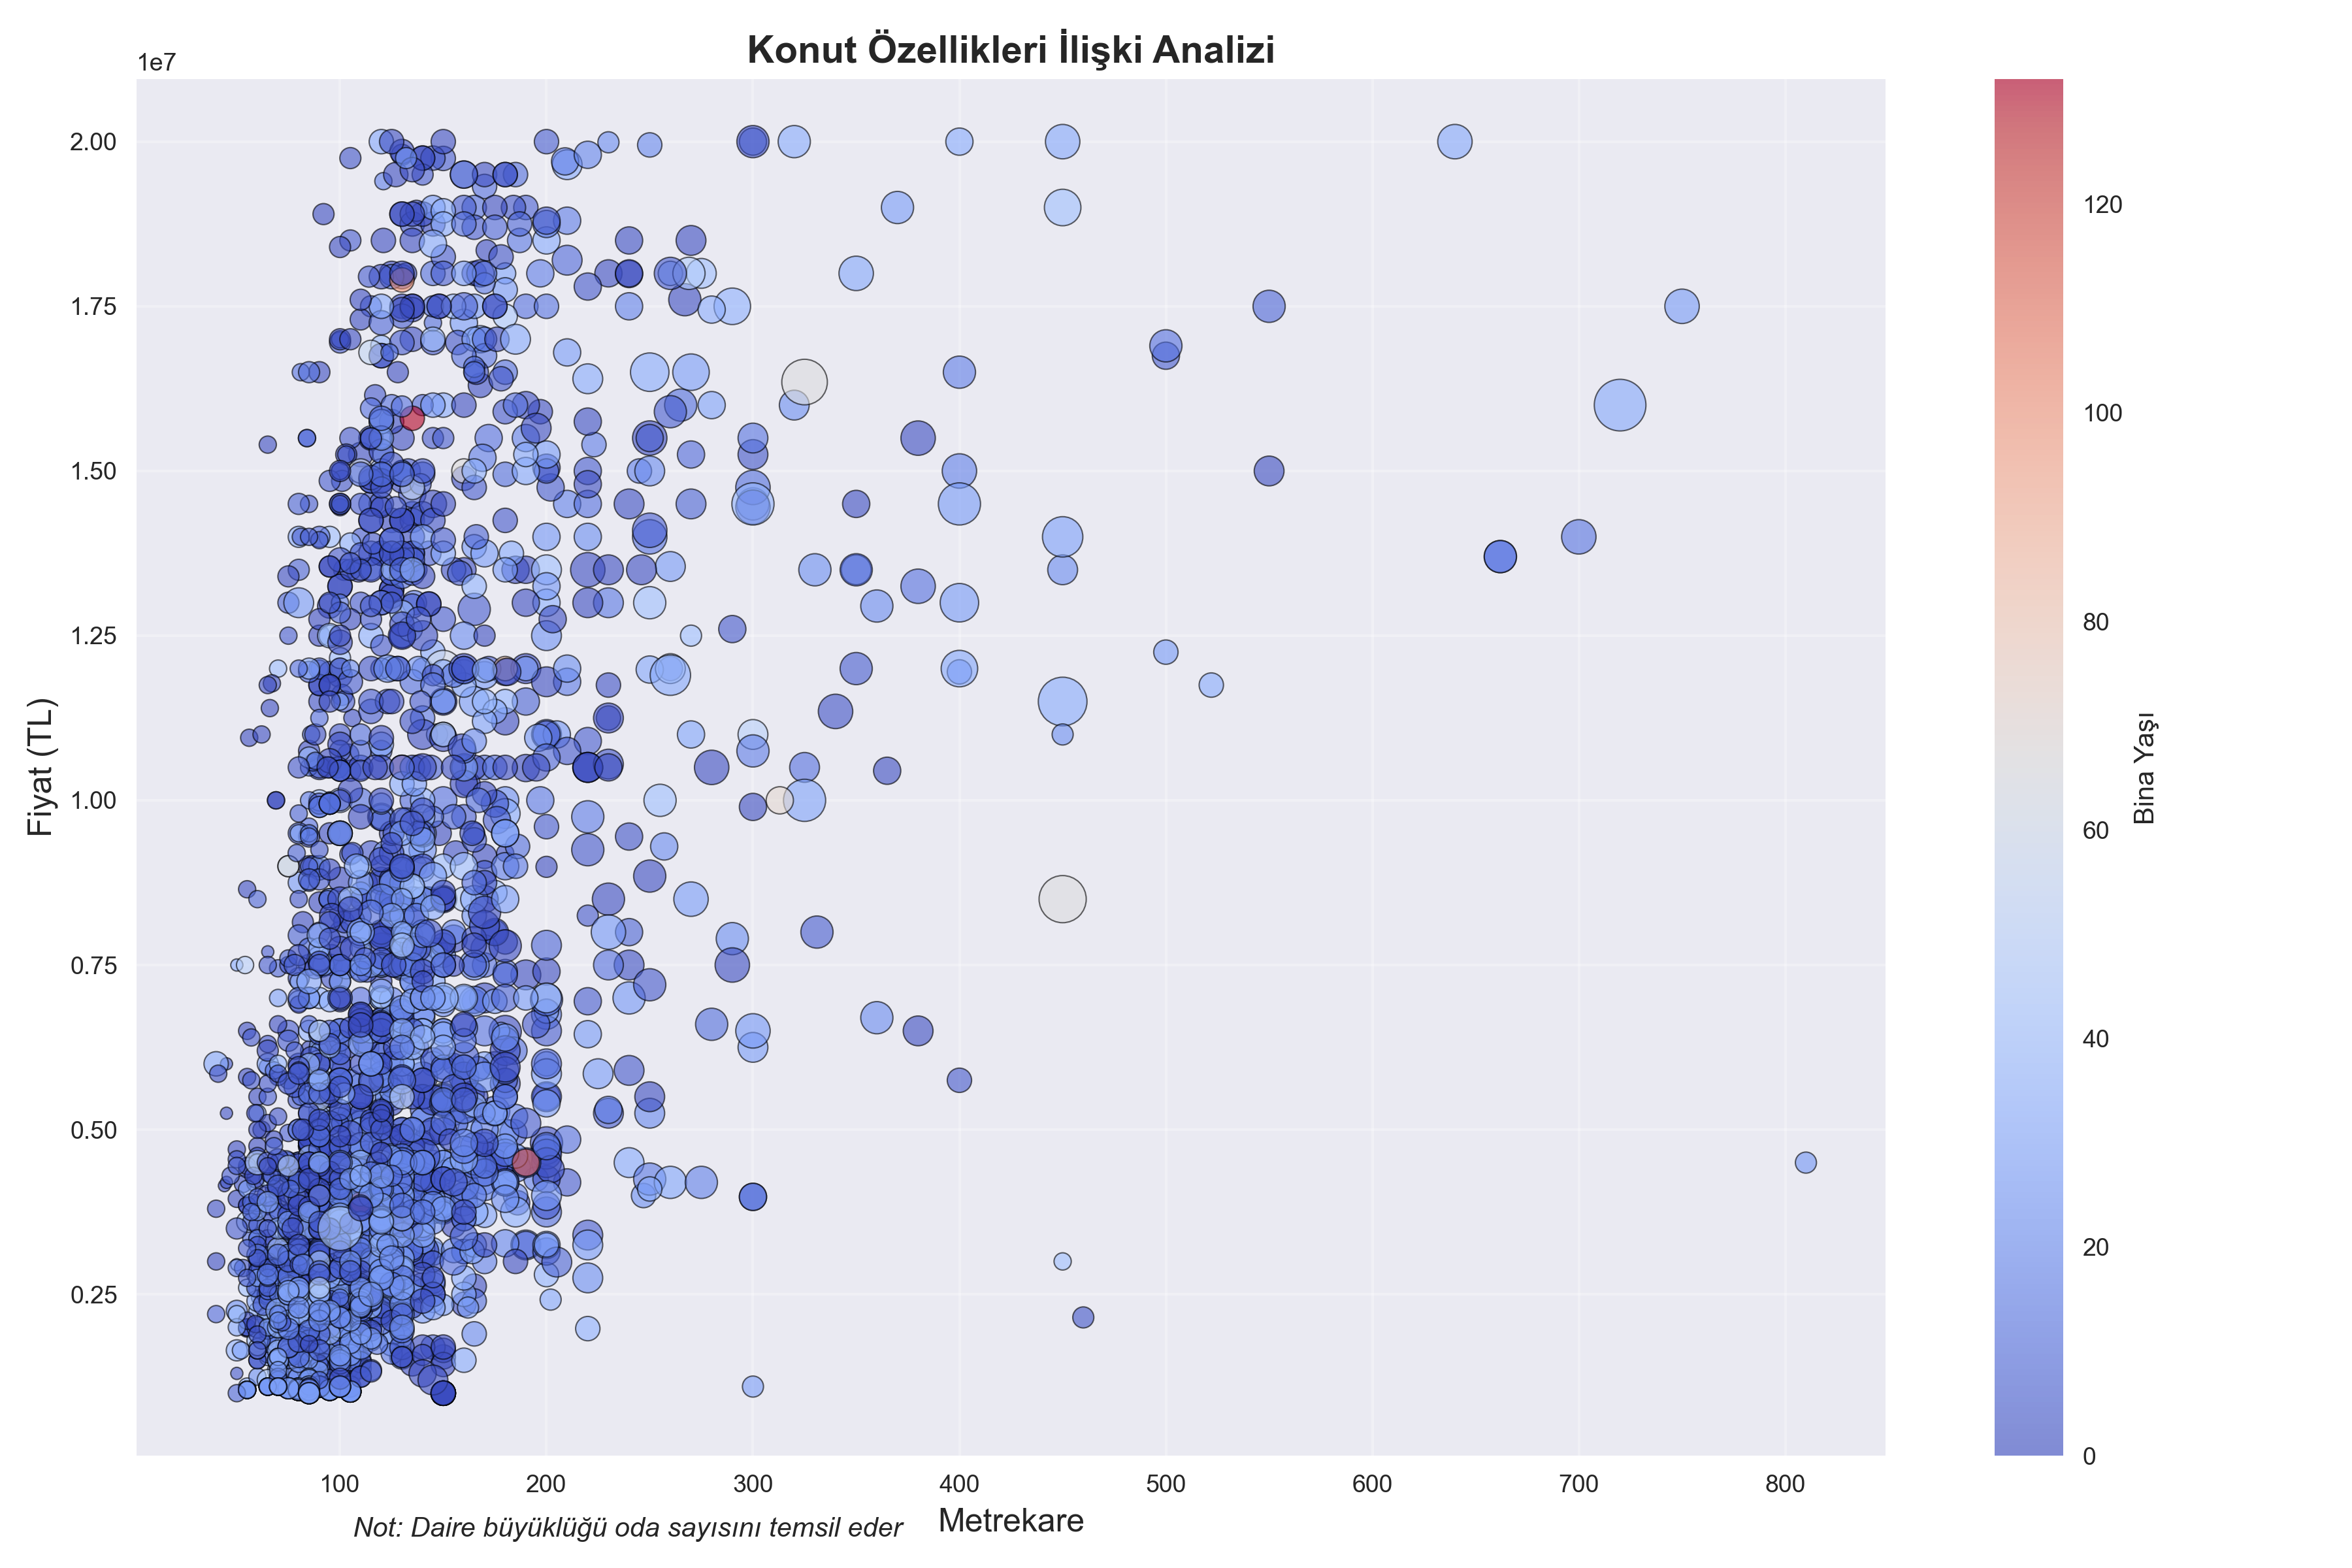 Konut Özellikleri İlişki Analizi
1e7
2.00
1.75
1.50
1.25
1.00
0.75
0.50
0.25
Fiyat (TL)
100 200 300 400 500 600 700 800
Metrekare
Not: Daire büyüklüğü oda sayısını temsil eder
120
100
80
60
40
20
0
Bina Yaşı